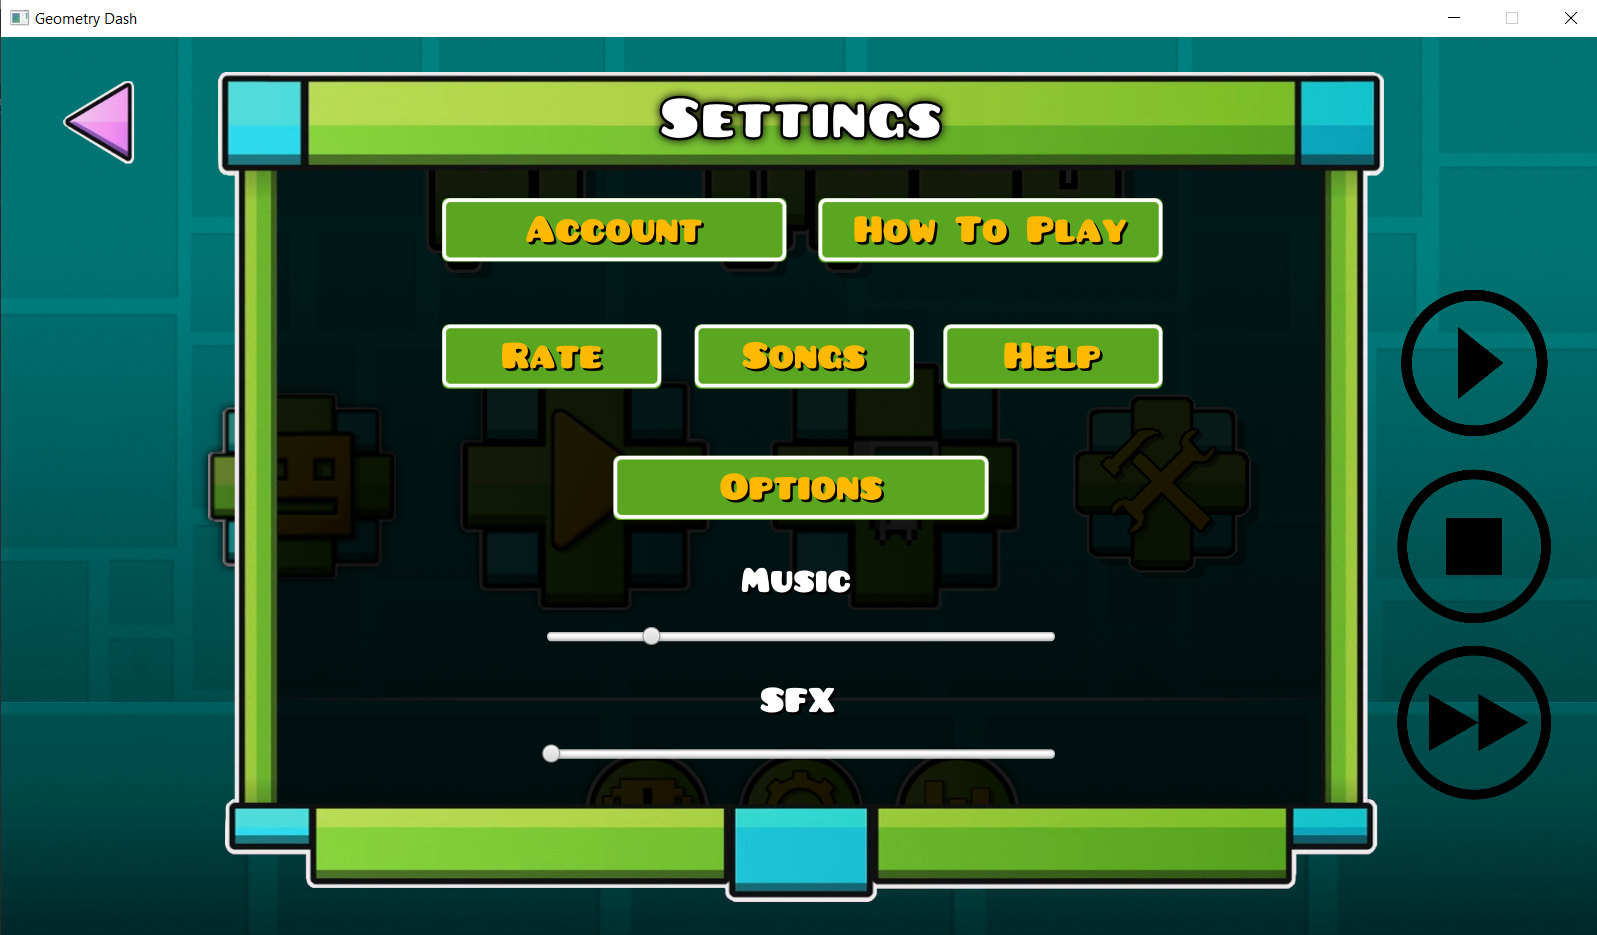 Geometry Dash
Settings
Account
How To Play
Rate
Songs
Help
Options
Music
SFX